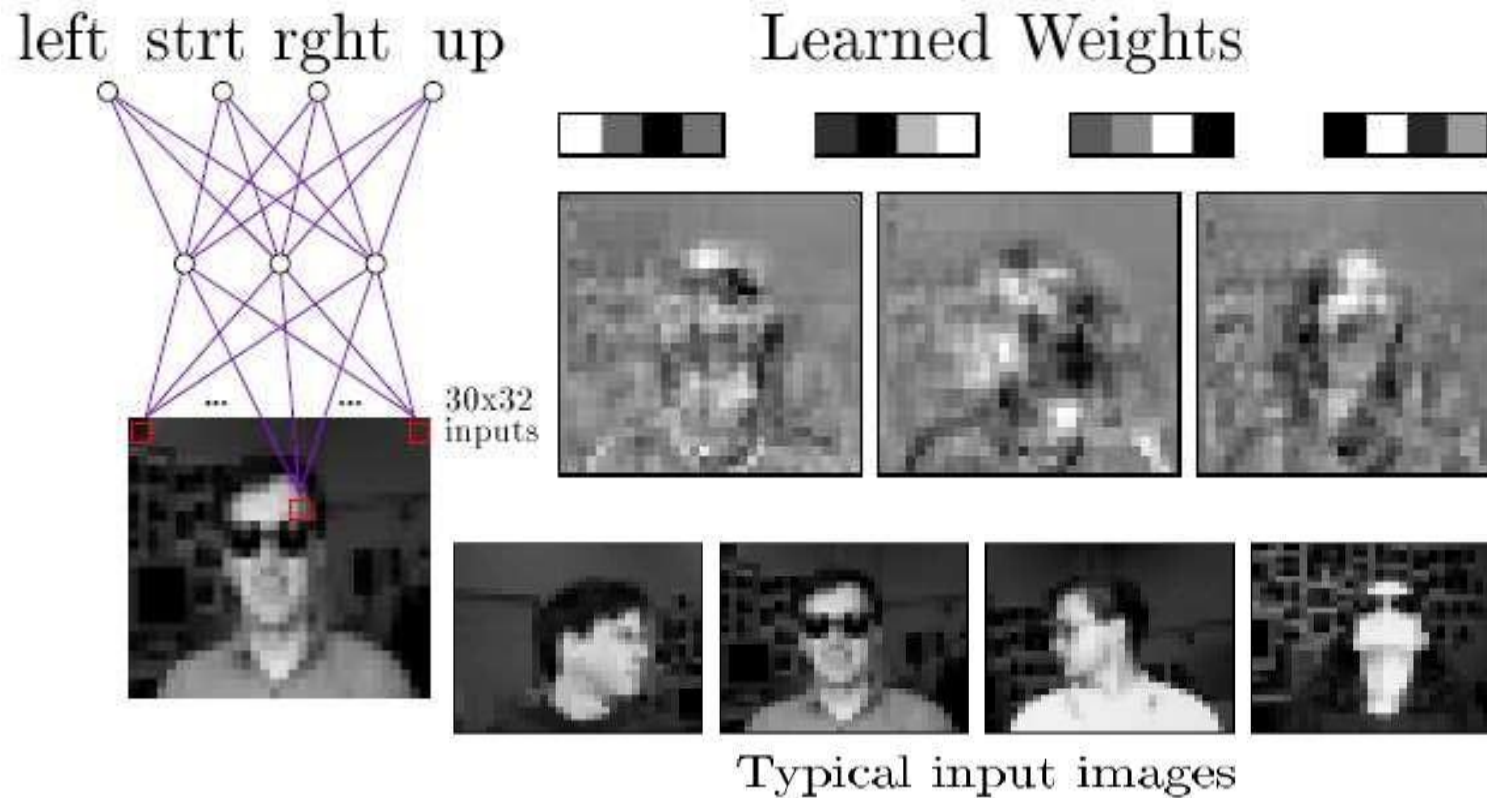 left strt rght up
Learned Weights
...
...
30x32
inputs
Typical input images